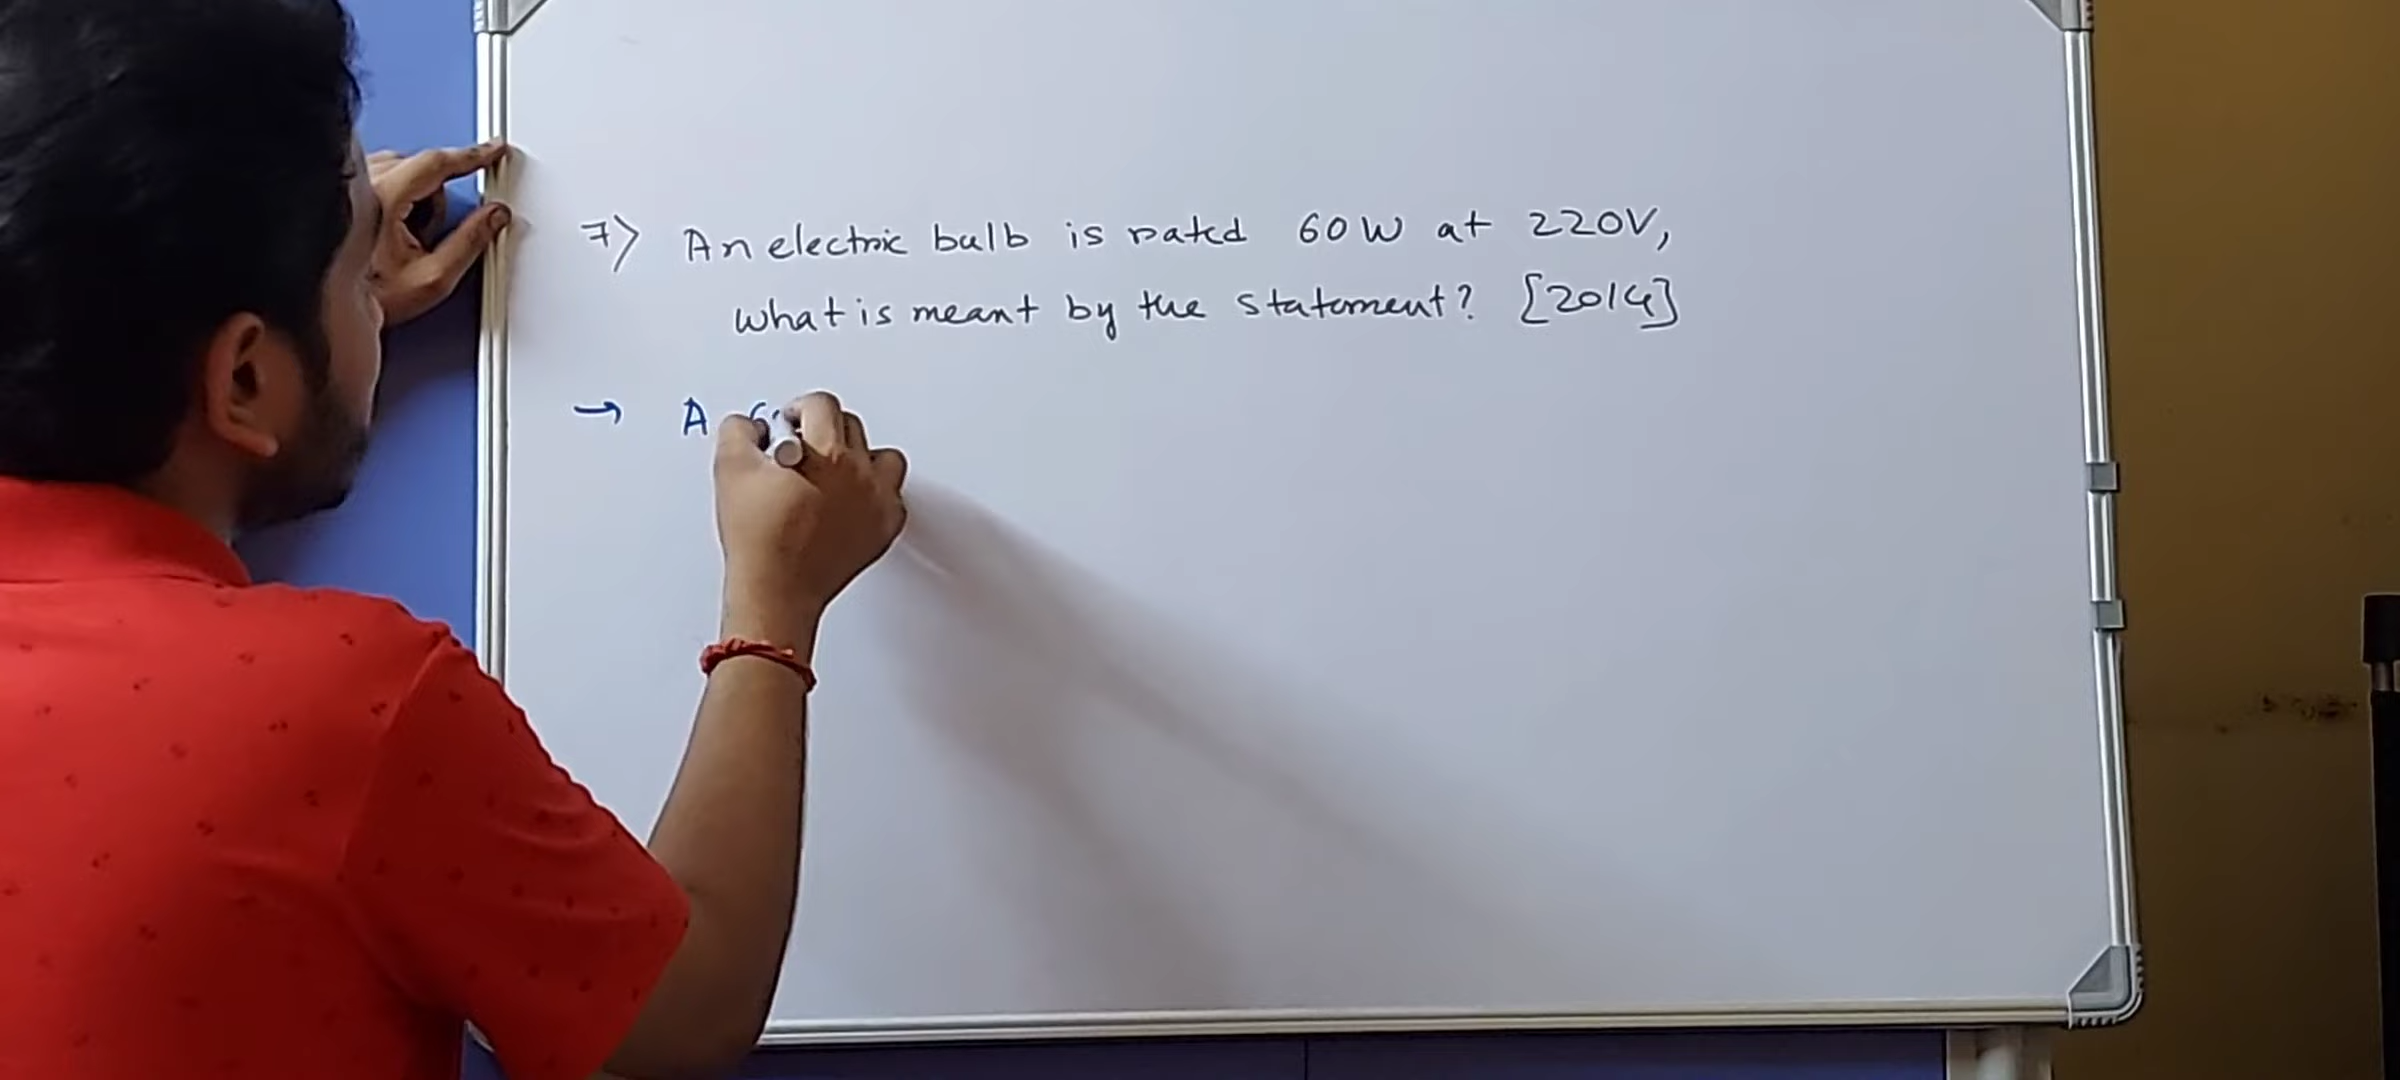 7) An electric bulb is rated 60W at 220V,
what is meant by the statement? [2014]
→ A